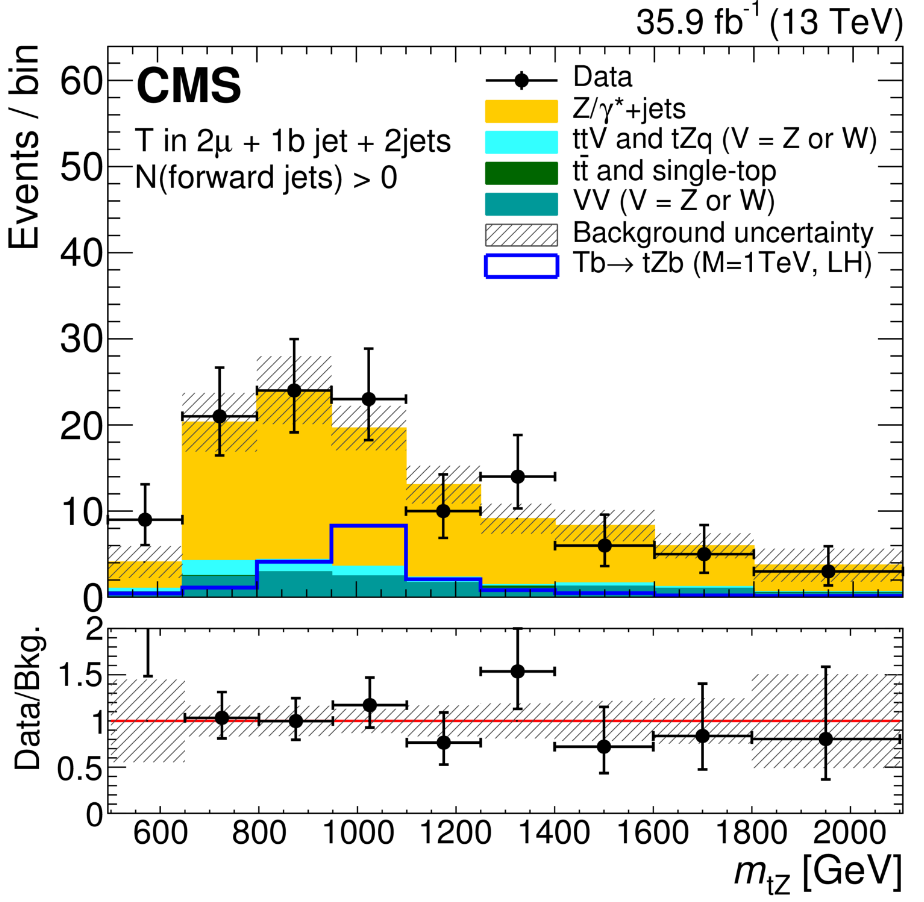 35.9 fb⁻¹ (13 TeV)
Events / bin
60
50
40
30
20
10
0
CMS
T in 2μ + 1b jet + 2jets
N(forward jets) > 0
Data
Z/γ*+jets
ttV and tZq (V = Z or W)
tt̄ and single-top
VV (V = Z or W)
Background uncertainty
Tb→ tZb (M=1TeV, LH)
Data/Bkg.
2
1.5
1
0.5
0
600 800 1000 1200 1400 1600 1800 2000
m_tZ [GeV]